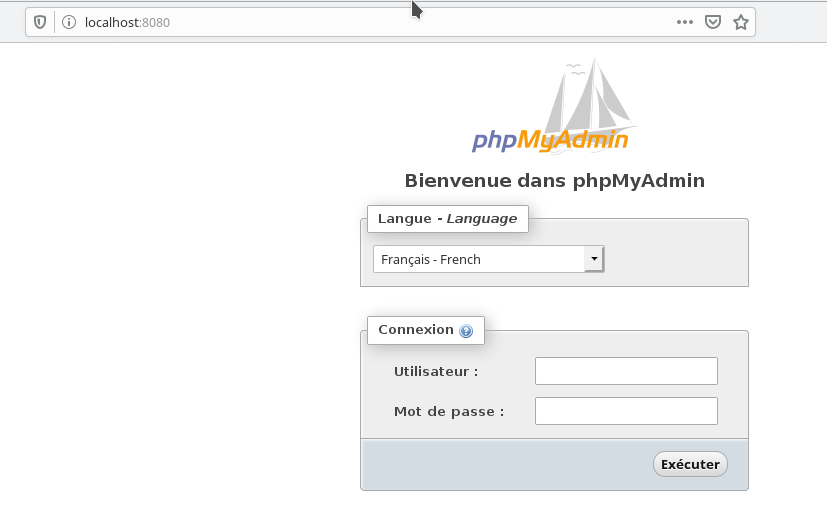 localhost:8080
phpMyAdmin
Bienvenue dans phpMyAdmin
Langue - Language
Français - French
Connexion
Utilisateur :
Mot de passe :
Exécuter